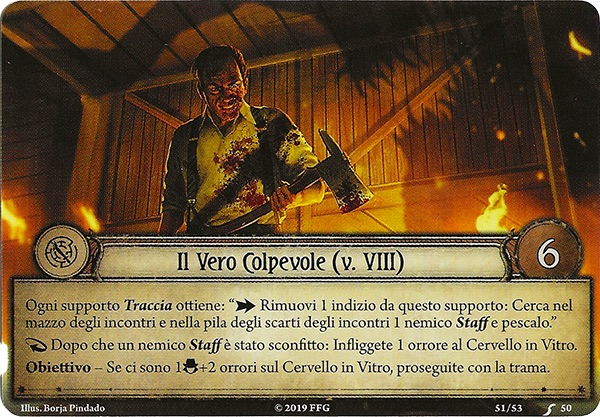 Il Vero Colpevole (v. VIII)
6
Ogni supporto Traccia ottiene: “ Rimuovi 1 indizio da questo supporto: Cerca nel
mazzo degli incontri e nella pila degli scarti degli incontri 1 nemico Staff e pescalo.”
Dopo che un nemico Staff è stato sconfitto: Infliggete 1 orrore al Cervello in Vitro.
Obiettivo – Se ci sono 1+2 orrori sul Cervello in Vitro, proseguite con la trama.
Illus. Borja Pindado
© 2019 FFG
51/53
50